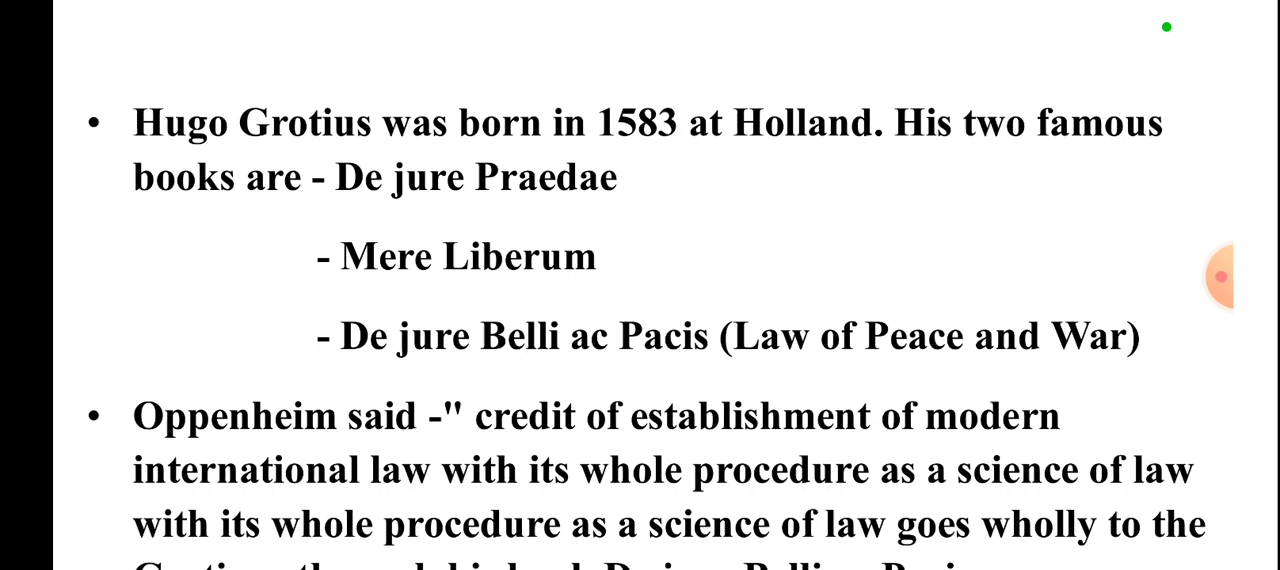 • Hugo Grotius was born in 1583 at Holland. His two famous
books are - De jure Praedae
- Mere Liberum
- De jure Belli ac Pacis (Law of Peace and War)
• Oppenheim said -" credit of establishment of modern
international law with its whole procedure as a science of law
with its whole procedure as a science of law goes wholly to the